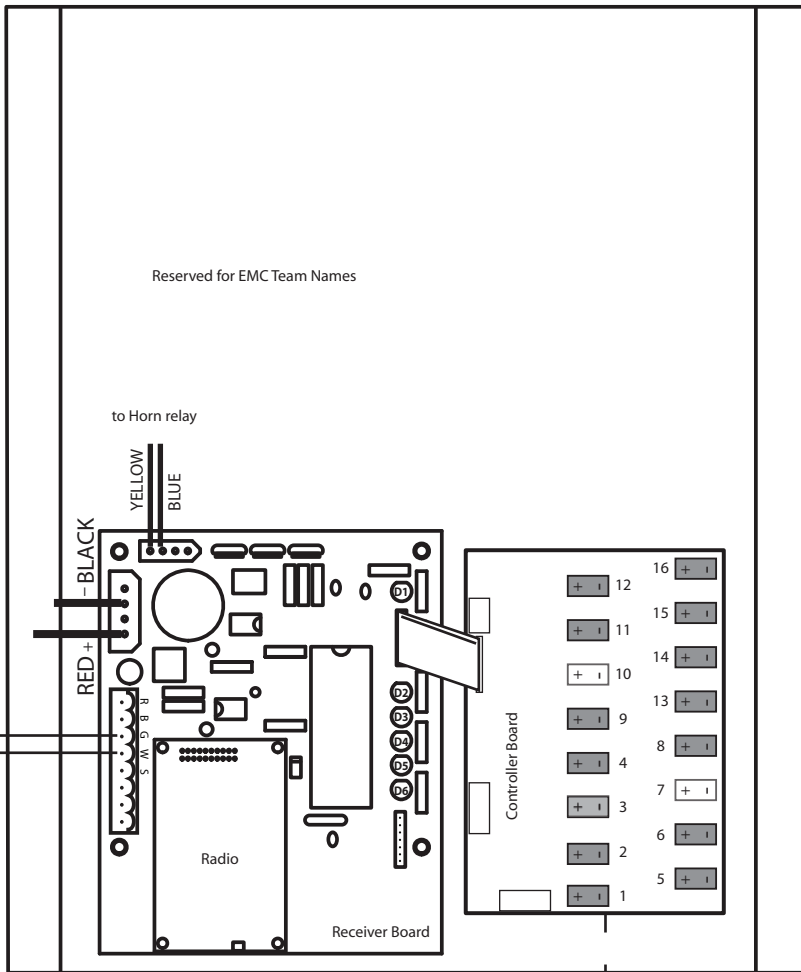 Reserved for EMC Team Names
to Horn relay
YELLOW
BLUE
RED + – BLACK
D1
D2
D3
D4
D5
D6
R
B
G
W
S
Radio
Receiver Board
Controller Board
16 + -
+ - 12
15 + -
+ - 11
14 + -
+ - 10
13 + -
+ - 9
8 + -
+ - 4
7 + -
+ - 3
6 + -
+ - 2
5 + -
+ - 1